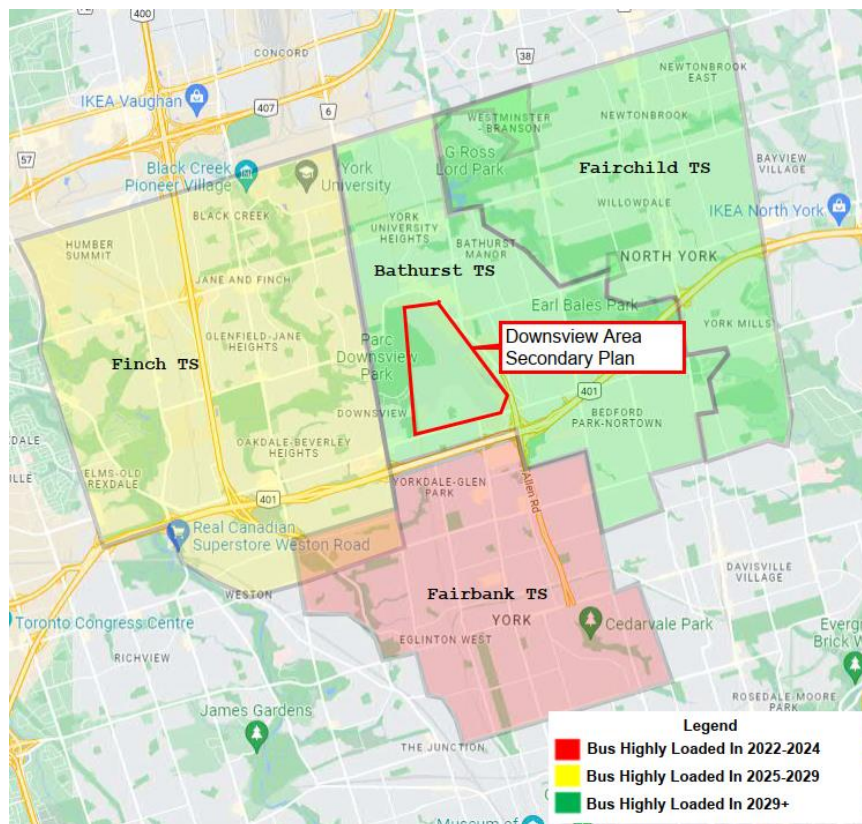 400
CONCORD
38
NEWTONBROOK
EAST
IKEA Vaughan
407
6
WESTMINSTER
BRANSON
NEWTONBROOK
57
Black Creek
Pioneer Village
York
University
G Ross
Lord Park
Fairchild TS
BAYVIEW
VILLAGE
WILLOWDALE
IKEA North York
BLACK CREEK
YORK
UNIVERSITY
HEIGHTS
HUMBER
SUMMIT
BATHURST
MANOR
NORTH YORK
JANE AND FINCH
Bathurst TS
Earl Bales Park
YORK MILLS
GLENFIELD-JANE
HEIGHTS
Parc
Downsview
Park
Downsview Area
Secondary Plan
Finch TS
DOWNSVIEW
401
BEDFORD
PARK-NORTOWN
OAKDALE-BEVERLEY
HEIGHTS
ELMS-OLD
REXDALE
YORKDALE-GLEN
PARK
Allen Rd
401
Real Canadian
Superstore Weston Road
DAVISVILLE
VILLAGE
WESTON
Fairbank TS
Toronto Congress Centre
YORK
Cedarvale Park
EGLINTON WEST
RICHVIEW
Evergr
Brick W
ROSEDALE-MOORE
PARK
James Gardens
THE JUNCTION
Legend
Bus Highly Loaded In 2022-2024
Bus Highly Loaded In 2025-2029
Bus Highly Loaded In 2029+
Museum of